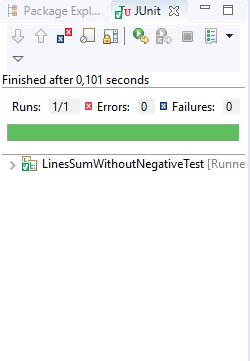 Package Expl... JUnit
Finished after 0,101 seconds
Runs: 1/1 Errors: 0 Failures: 0
LinesSumWithoutNegativeTest [Runne